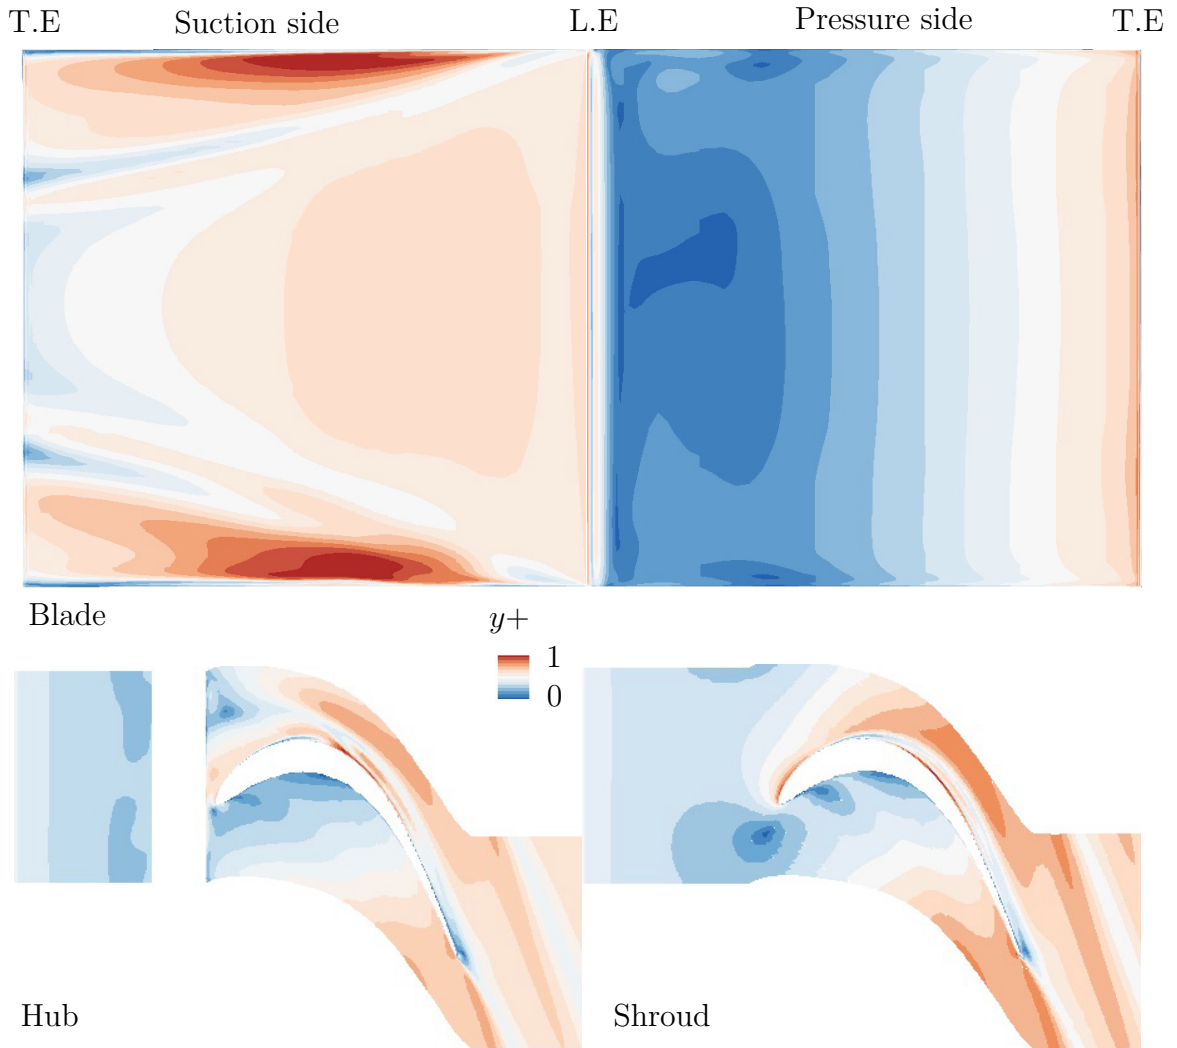 T.E Suction side L.E Pressure side T.E
Blade
y+
1
0
Hub
Shroud